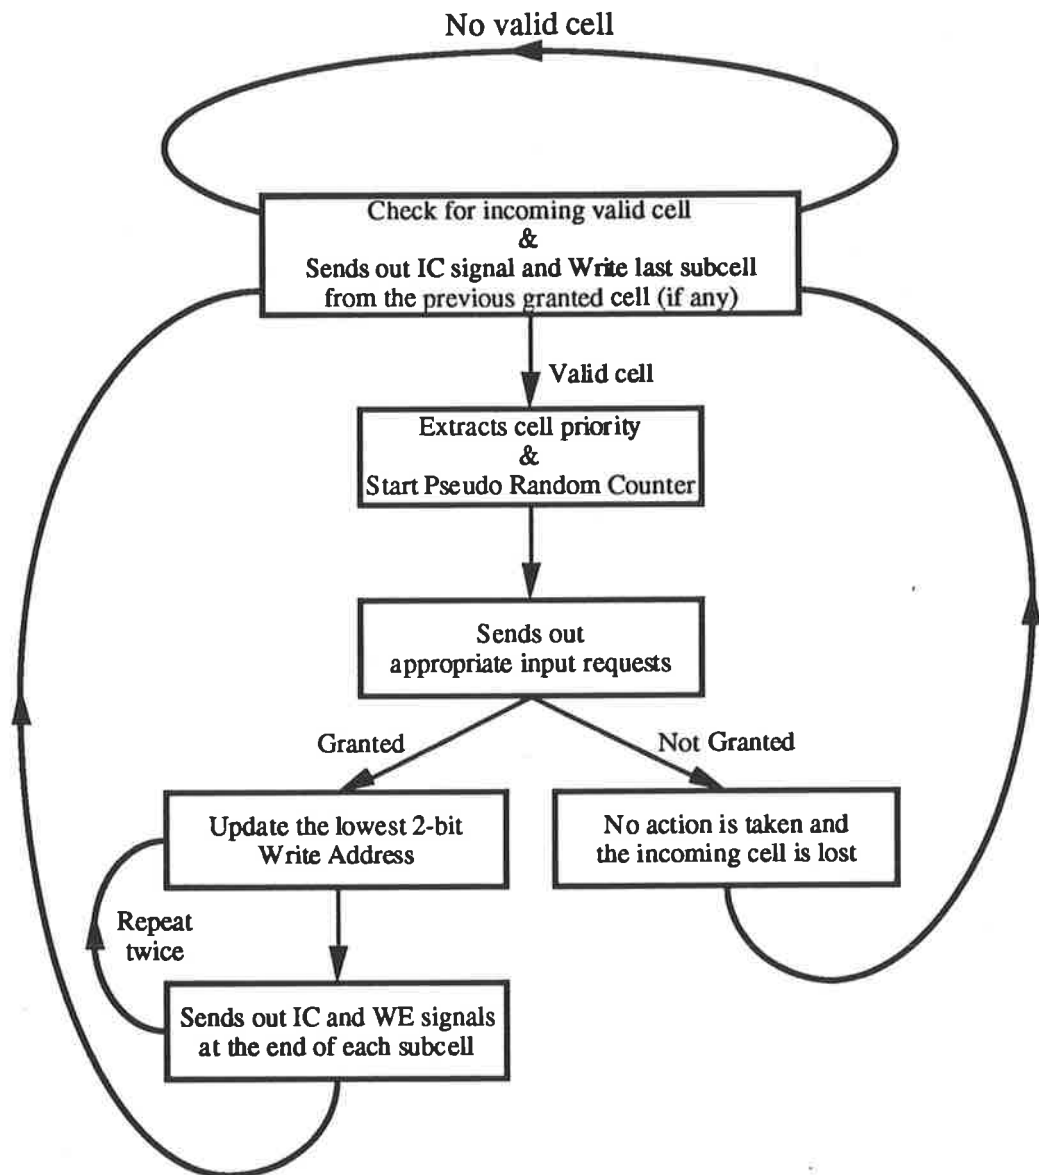 No valid cell
Check for incoming valid cell
&
Sends out IC signal and Write last subcell
from the previous granted cell (if any)
Valid cell
Extracts cell priority
&
Start Pseudo Random Counter
Sends out
appropriate input requests
Granted
Not Granted
Update the lowest 2-bit
Write Address
No action is taken and
the incoming cell is lost
Repeat
twice
Sends out IC and WE signals
at the end of each subcell